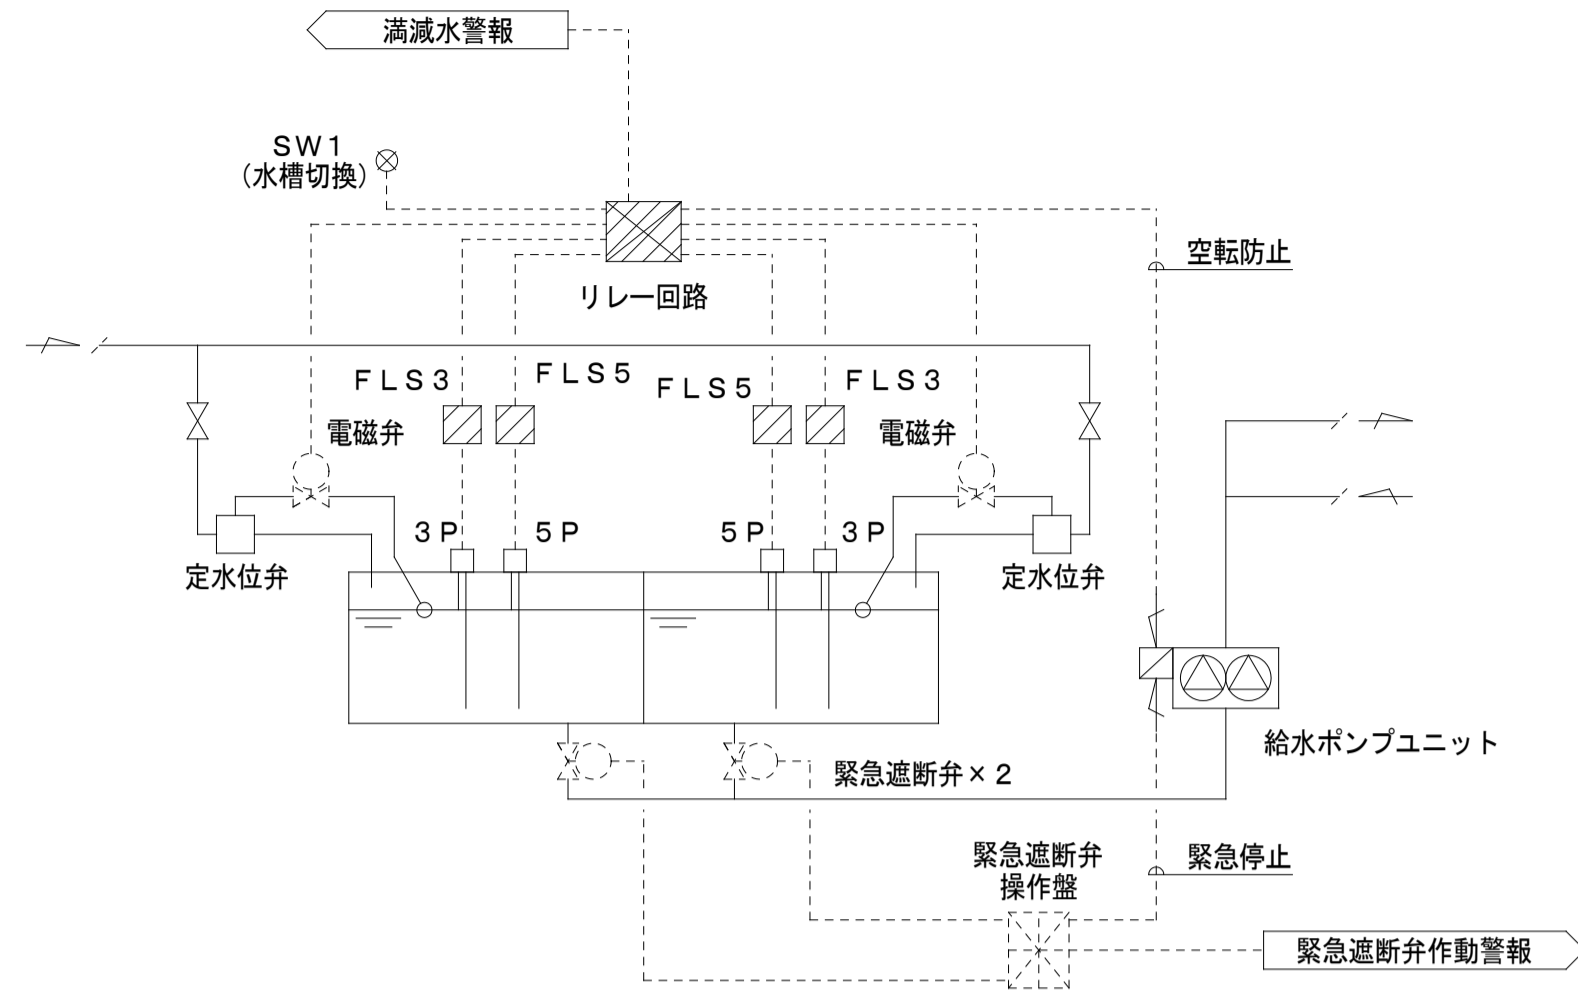 満減水警報
SW1
(水槽切換)
空転防止
リレー回路
FLS3
FLS5
FLS5
FLS3
電磁弁
電磁弁
3P
5P
5P
3P
定水位弁
定水位弁
給水ポンプユニット
緊急遮断弁×2
緊急遮断弁
操作盤
緊急停止
緊急遮断弁作動警報